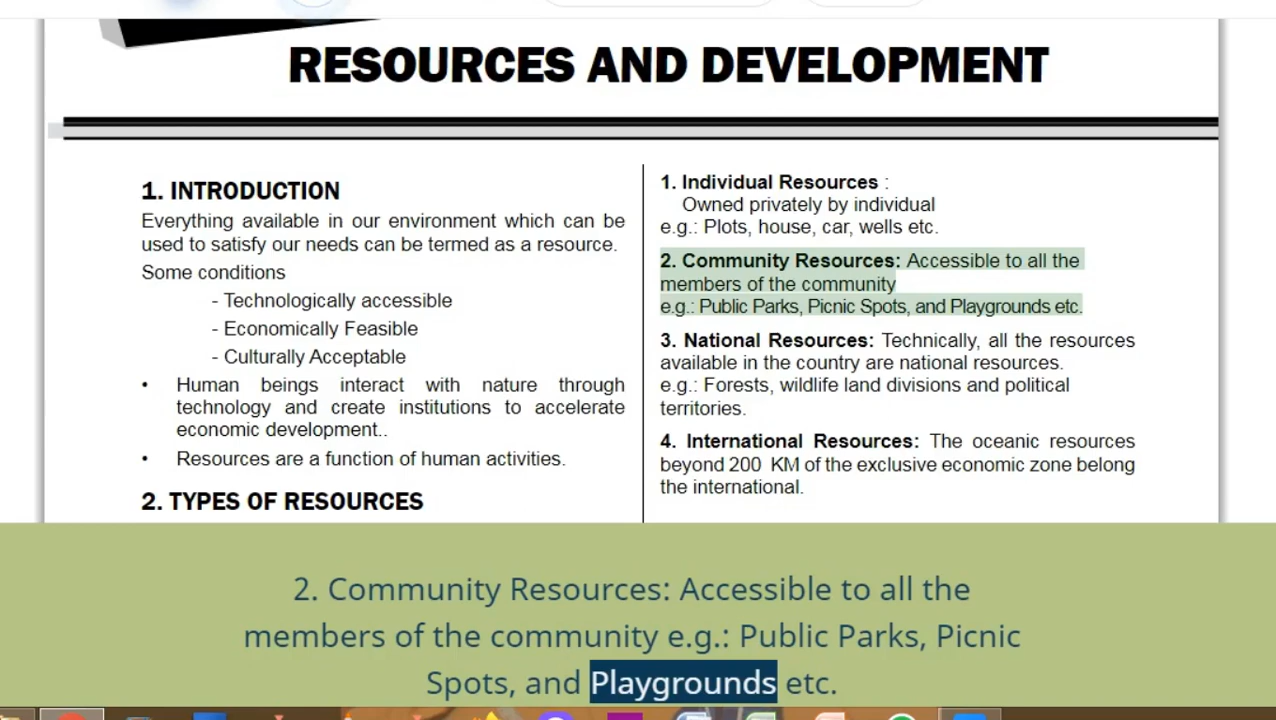 RESOURCES AND DEVELOPMENT
1. INTRODUCTION
Everything available in our environment which can be
used to satisfy our needs can be termed as a resource.
Some conditions
- Technologically accessible
- Economically Feasible
- Culturally Acceptable
• Human beings interact with nature through
technology and create institutions to accelerate
economic development..
• Resources are a function of human activities.
2. TYPES OF RESOURCES
1. Individual Resources :
Owned privately by individual
e.g.: Plots, house, car, wells etc.
2. Community Resources: Accessible to all the
members of the community
e.g.: Public Parks, Picnic Spots, and Playgrounds etc.
3. National Resources: Technically, all the resources
available in the country are national resources.
e.g.: Forests, wildlife land divisions and political
territories.
4. International Resources: The oceanic resources
beyond 200 KM of the exclusive economic zone belong
the international.
2. Community Resources: Accessible to all the
members of the community e.g.: Public Parks, Picnic
Spots, and Playgrounds etc.